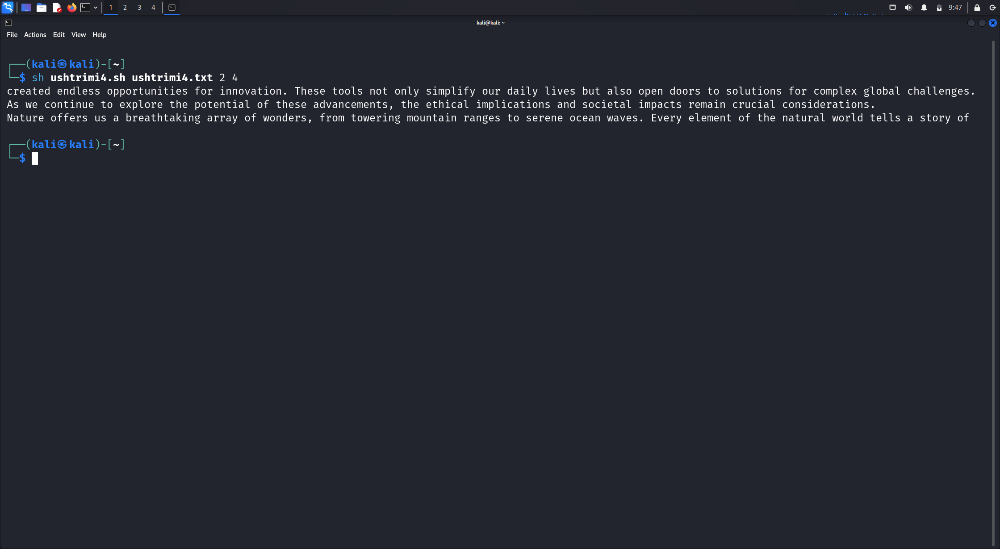 1 2 3 4 9:47
kali@kali: ~
File Actions Edit View Help
┌──(kali㉿kali)-[~]
└─$ sh ushtrimi4.sh ushtrimi4.txt 2 4
created endless opportunities for innovation. These tools not only simplify our daily lives but also open doors to solutions for complex global challenges.
As we continue to explore the potential of these advancements, the ethical implications and societal impacts remain crucial considerations.
Nature offers us a breathtaking array of wonders, from towering mountain ranges to serene ocean waves. Every element of the natural world tells a story of
┌──(kali㉿kali)-[~]
└─$